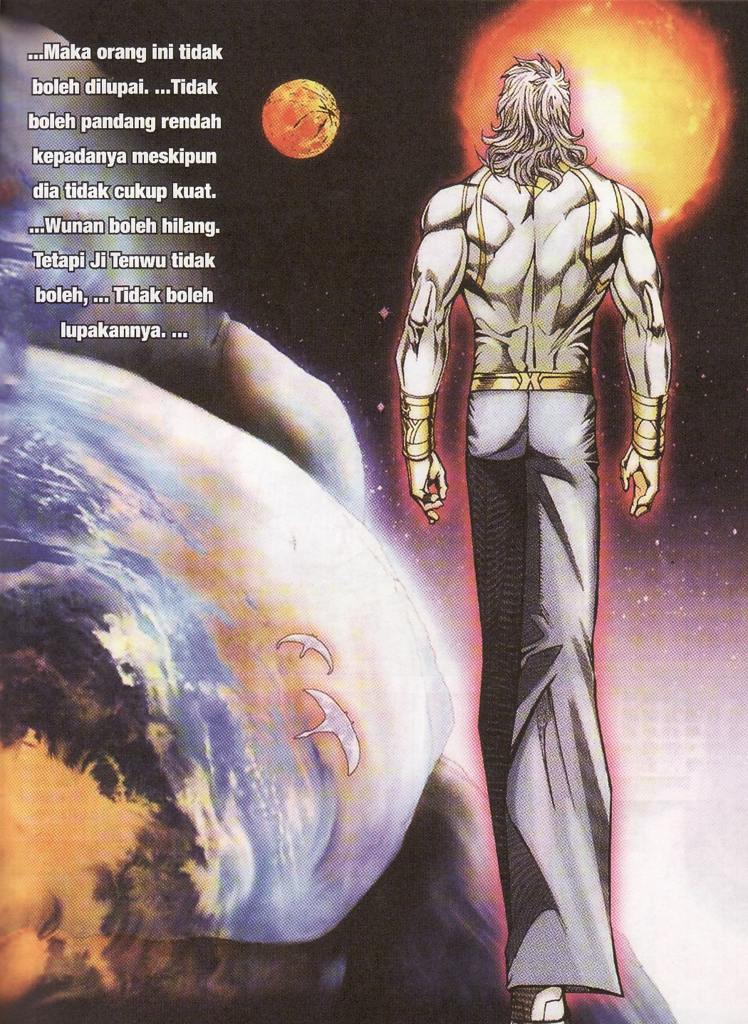 ...Maka orang ini tidak
boleh dilupai. ...Tidak
boleh pandang rendah
kepadanya meskipun
dia tidak cukup kuat.
...Wunan boleh hilang.
Tetapi Ji Tenwu tidak
boleh, ... Tidak boleh
lupakannya. ...